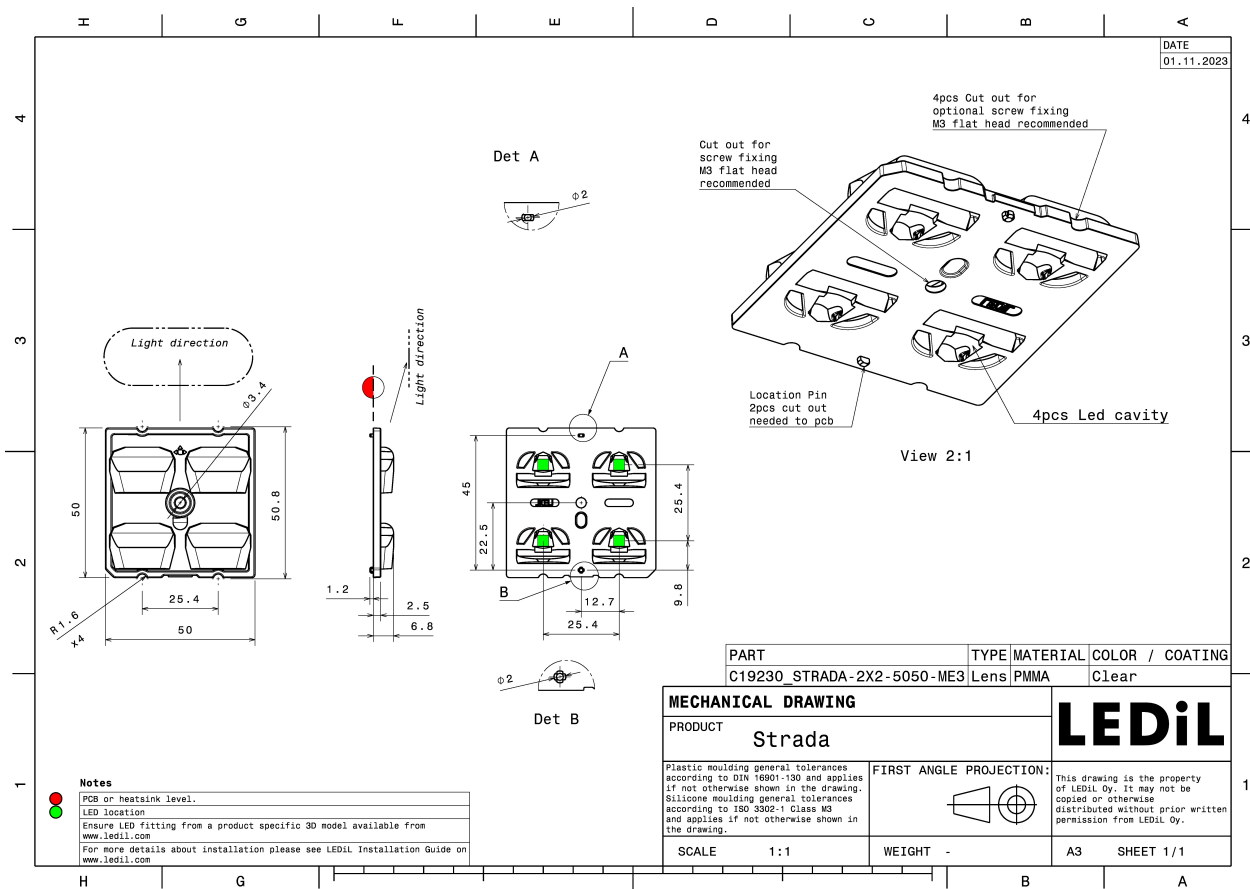 H G F E D C B A
DATE
01.11.2023
4
4
4pcs Cut out for
optional screw fixing
M3 flat head recommended
Cut out for
screw fixing
M3 flat head
recommended
Det A
Φ2
3
3
Light direction
Φ3.4
Light direction
A
Location Pin
2pcs cut out
needed to pcb
4pcs Led cavity
View 2:1
50
50.8
45
22.5
25.4
9.8
2
2
R1.6
x4
25.4
50
1.2
2.5
6.8
B
12.7
25.4
Φ2
Det B
PART TYPE MATERIAL COLOR / COATING
C19230_STRADA-2X2-5050-ME3 Lens PMMA Clear
MECHANICAL DRAWING
PRODUCT
Strada
LEDiL
Plastic moulding general tolerances
according to DIN 16901-130 and applies
if not otherwise shown in the drawing.
Silicone moulding general tolerances
according to ISO 3302-1 Class M3
and applies if not otherwise shown in
the drawing.
FIRST ANGLE PROJECTION:
This drawing is the property
of LEDiL Oy. It may not be
copied or otherwise
distributed without prior written
permission from LEDiL Oy.
SCALE 1:1
WEIGHT -
A3 SHEET 1/1
1
1
Notes
PCB or heatsink level.
LED location
Ensure LED fitting from a product specific 3D model available from
www.ledil.com
For more details about installation please see LEDiL Installation Guide on
www.ledil.com
H G B A